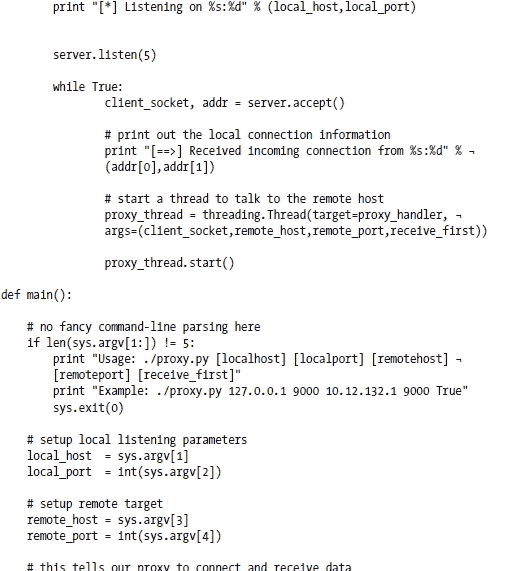 print "[*] Listening on %s:%d" % (local_host,local_port)
server.listen(5)
while True:
client_socket, addr = server.accept()
# print out the local connection information
print "[==>] Received incoming connection from %s:%d" % ¬
(addr[0],addr[1])
# start a thread to talk to the remote host
proxy_thread = threading.Thread(target=proxy_handler, ¬
args=(client_socket,remote_host,remote_port,receive_first))
proxy_thread.start()
def main():
# no fancy command-line parsing here
if len(sys.argv[1:]) != 5:
print "Usage: ./proxy.py [localhost] [localport] [remotehost] ¬
[remoteport] [receive_first]"
print "Example: ./proxy.py 127.0.0.1 9000 10.12.132.1 9000 True"
sys.exit(0)
# setup local listening parameters
local_host  = sys.argv[1]
local_port  = int(sys.argv[2])
# setup remote target
remote_host = sys.argv[3]
remote_port = int(sys.argv[4])
# this tells our proxy to connect and receive data